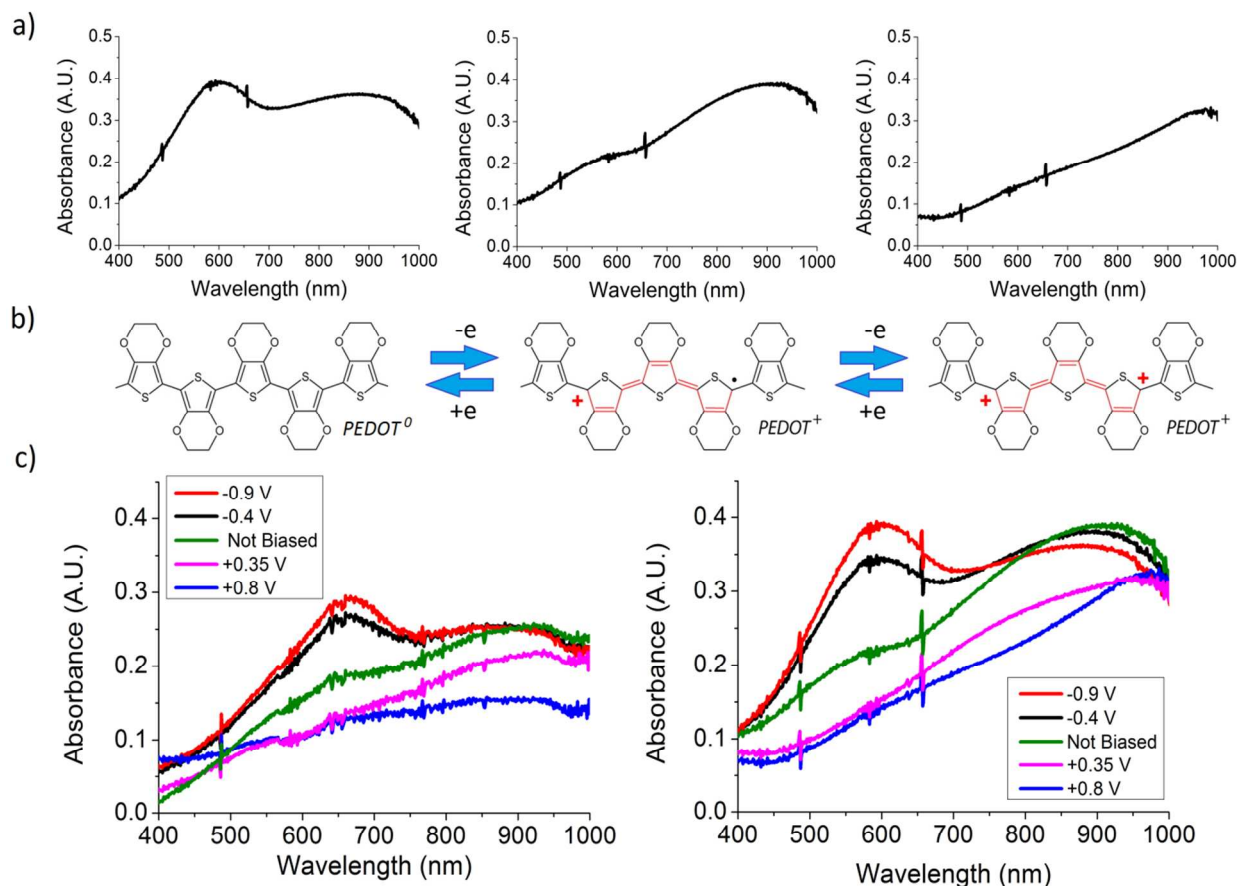 a)
0.5
0.4
0.3
0.2
0.1
0.0
Absorbance (A.U.)
400 500 600 700 800 900 1000
Wavelength (nm)
0.5
0.4
0.3
0.2
0.1
0.0
Absorbance (A.U.)
400 500 600 700 800 900 1000
Wavelength (nm)
0.5
0.4
0.3
0.2
0.1
0.0
Absorbance (A.U.)
400 500 600 700 800 900 1000
Wavelength (nm)
b)
O O O O
S S S
S S
O O O O O O
PEDOT⁰
-e
+e
O O O O O O
S S S
S S
+ •
O O O O
PEDOT⁺
-e
+e
O O O O O O
S S S
S S
+ +
O O O O
PEDOT⁺
c)
-0.9 V
-0.4 V
Not Biased
+0.35 V
+0.8 V
0.4
0.3
0.2
0.1
0.0
Absorbance (A.U.)
400 500 600 700 800 900 1000
Wavelength (nm)
0.4
0.3
0.2
0.1
0.0
Absorbance (A.U.)
-0.9 V
-0.4 V
Not Biased
+0.35 V
+0.8 V
400 500 600 700 800 900 1000
Wavelength (nm)